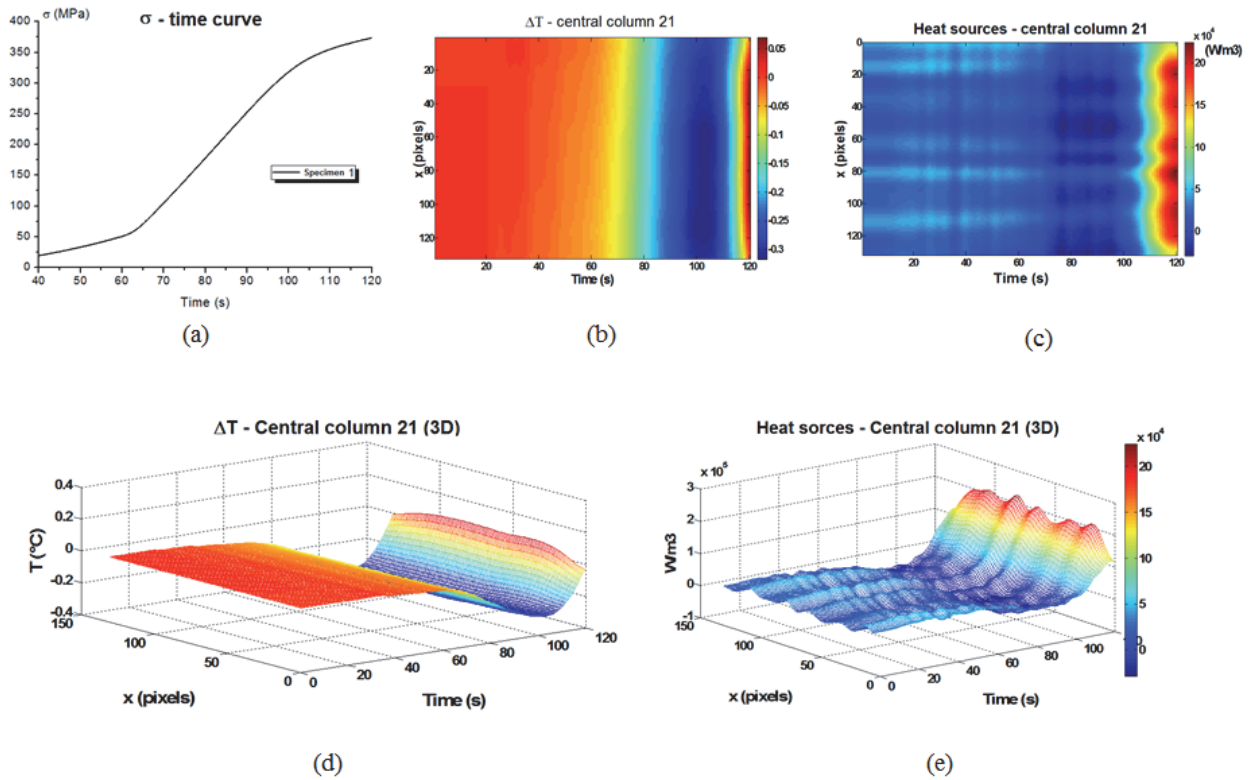 σ (MPa)
σ - time curve
400
350
300
250
200
150
100
50
0
40 50 60 70 80 90 100 110 120
Time (s)
Specimen 1
(a)
ΔT - central column 21
x (pixels)
20
40
60
80
100
120
20 40 60 80 100 120
Time (s)
0.05
0
-0.05
-0.1
-0.15
-0.2
-0.25
-0.3
(b)
Heat sources - central column 21
x 10⁴
(Wm3)
x (pixels)
0
20
40
60
80
100
120
20 40 60 80 100 120
Time (s)
20
15
10
5
0
(c)
ΔT - Central column 21 (3D)
T (°C)
0.4
0.2
0
-0.2
-0.4
150
100
50
0
x (pixels)
0 20 40 60 80 100 120
Time (s)
(d)
Heat sorces - Central column 21 (3D)
x 10⁵
Wm3
3
2
1
0
-1
150
100
50
0
x (pixels)
0 20 40 60 80 100
Time (s)
x 10⁴
20
15
10
5
0
(e)